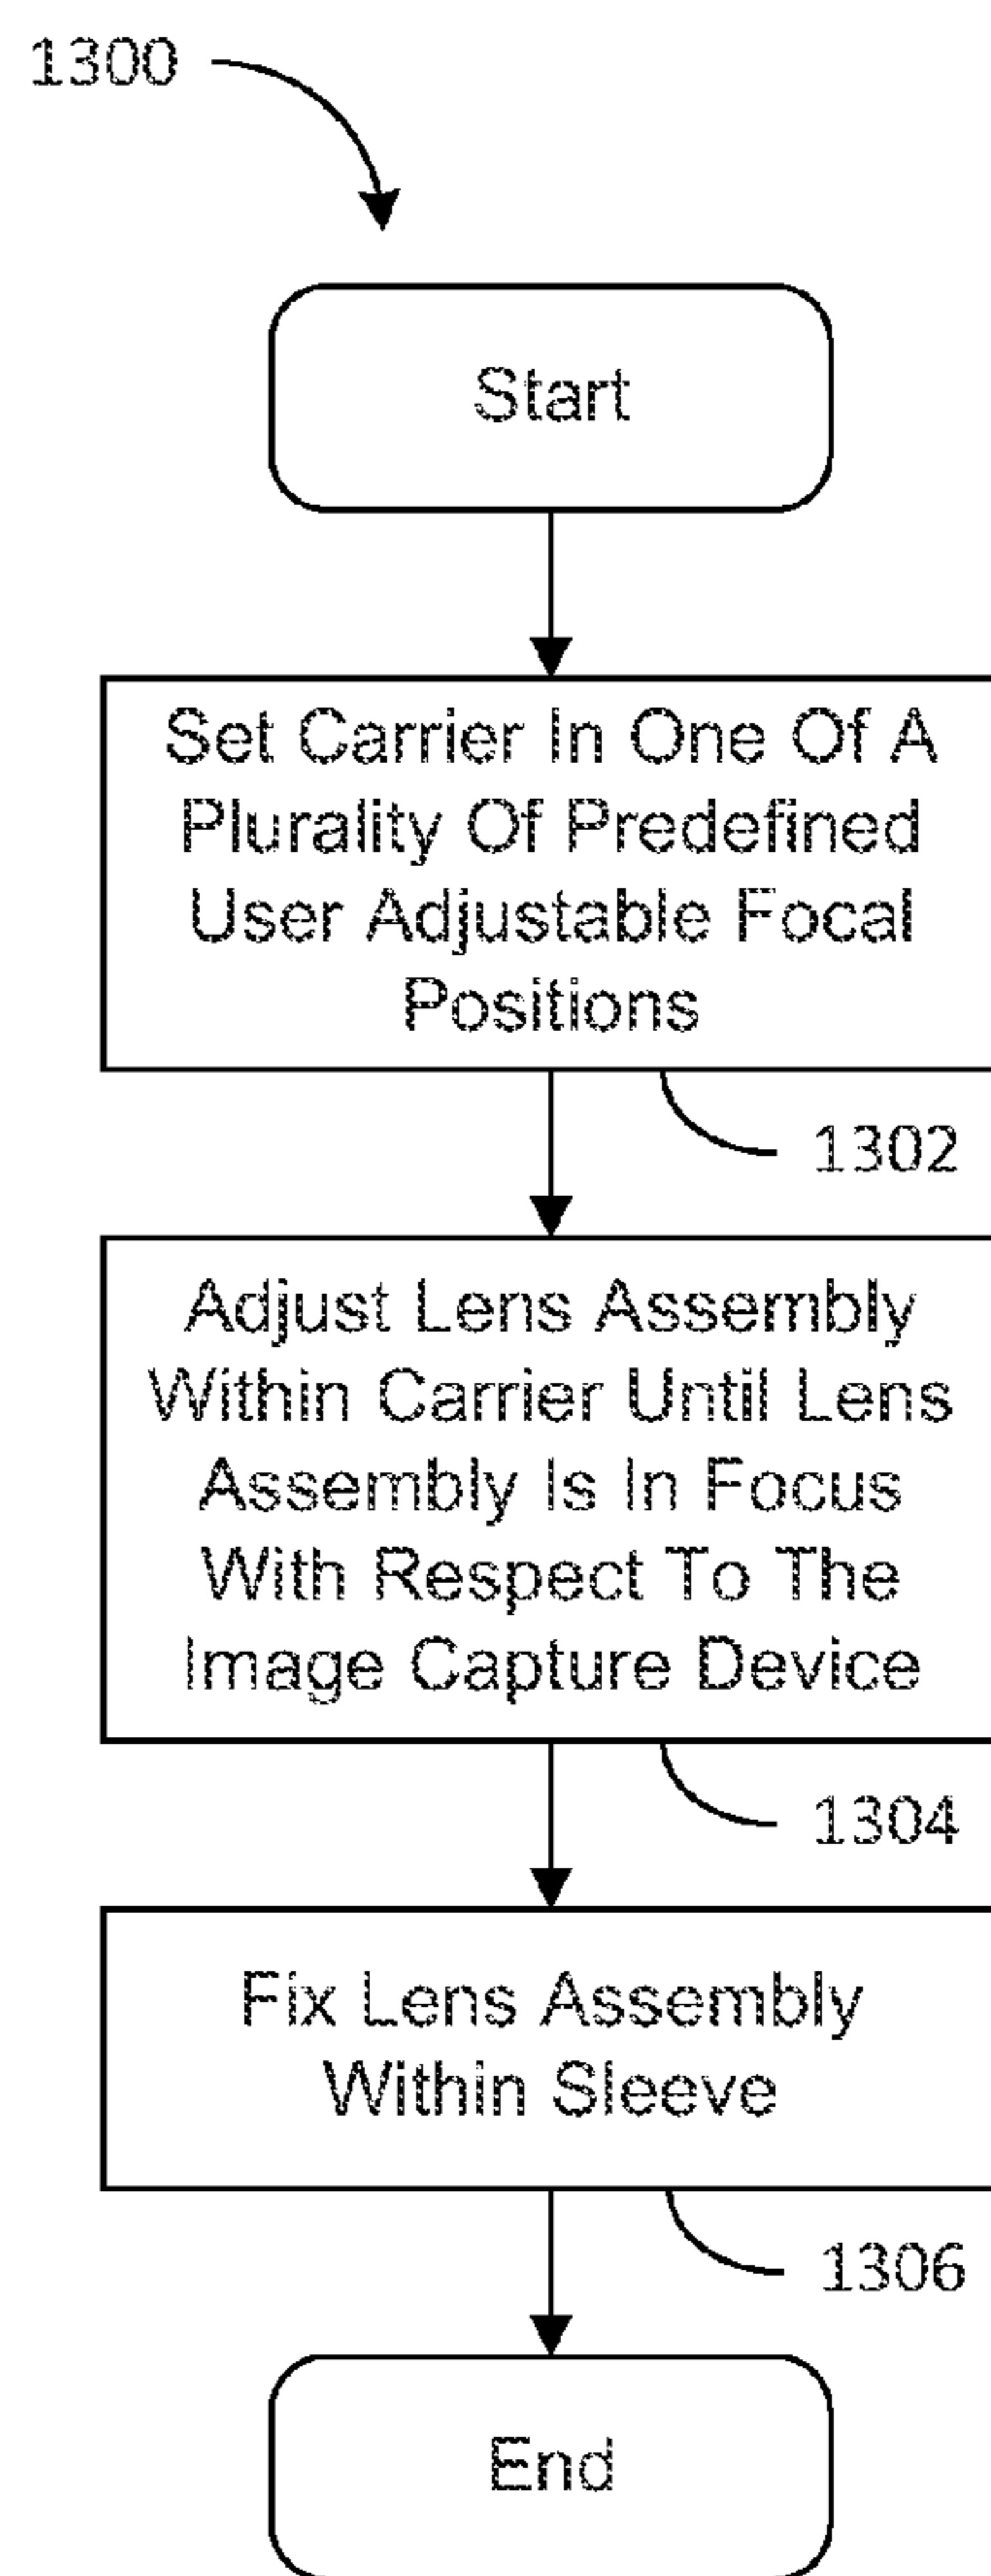 1300
Start
Set Carrier In One Of A
Plurality Of Predefined
User Adjustable Focal
Positions
1302
Adjust Lens Assembly
Within Carrier Until Lens
Assembly Is In Focus
With Respect To The
Image Capture Device
1304
Fix Lens Assembly
Within Sleeve
1306
End